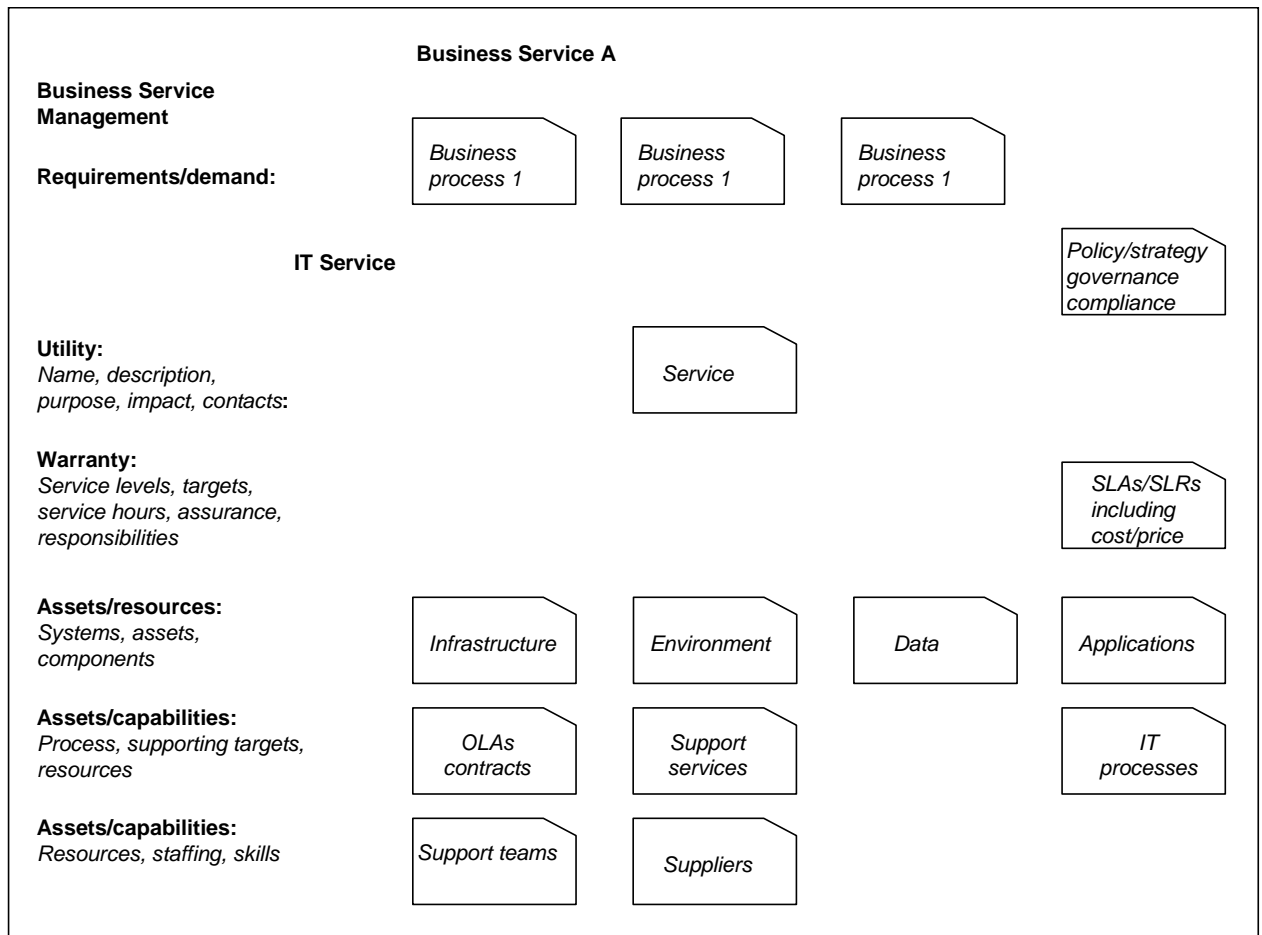 Business Service A
Business Service
Management
Requirements/demand:
Business
process 1
Business
process 1
Business
process 1
IT Service
Policy/strategy
governance
compliance
Utility:
Name, description,
purpose, impact, contacts:
Service
Warranty:
Service levels, targets,
service hours, assurance,
responsibilities
SLAs/SLRs
including
cost/price
Assets/resources:
Systems, assets,
components
Infrastructure
Environment
Data
Applications
Assets/capabilities:
Process, supporting targets,
resources
OLAs
contracts
Support
services
IT
processes
Assets/capabilities:
Resources, staffing, skills
Support teams
Suppliers